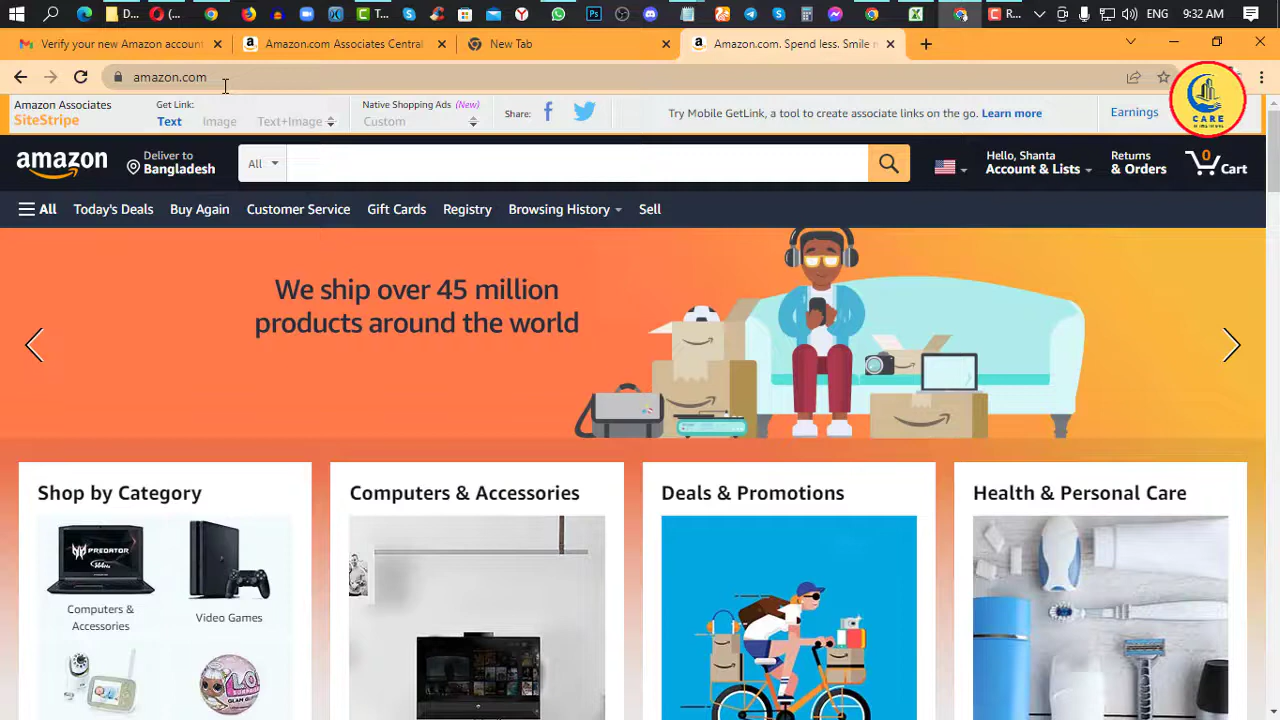 D...
(...
T...
S...
R...
ENG
9:32 AM
Verify your new Amazon account
Amazon.com Associates Central
New Tab
Amazon.com. Spend less. Smile
amazon.com
Amazon Associates
SiteStripe
Get Link:
Text
Image
Text+Image
Native Shopping Ads (New)
Custom
Share:
Try Mobile GetLink, a tool to create associate links on the go. Learn more
Earnings
CARE
amazon
Deliver to
Bangladesh
All
Hello, Shanta
Account & Lists
Returns
& Orders
0
Cart
All
Today's Deals
Buy Again
Customer Service
Gift Cards
Registry
Browsing History
Sell
We ship over 45 million
products around the world
Shop by Category
Computers & Accessories
Deals & Promotions
Health & Personal Care
PREDATOR
Computers &
Accessories
Video Games